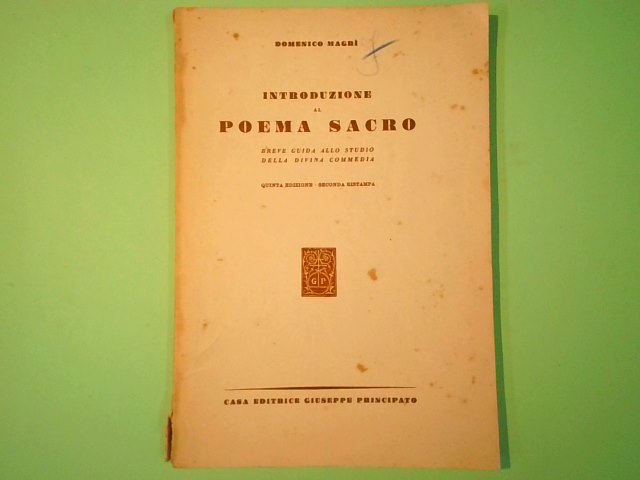 DOMENICO MAGRÌ
INTRODUZIONE
AL
POEMA SACRO
BREVE GUIDA ALLO STUDIO
DELLA DIVINA COMMEDIA
QUINTA EDIZIONE - SECONDA RISTAMPA
G P
CASA EDITRICE GIUSEPPE PRINCIPATO